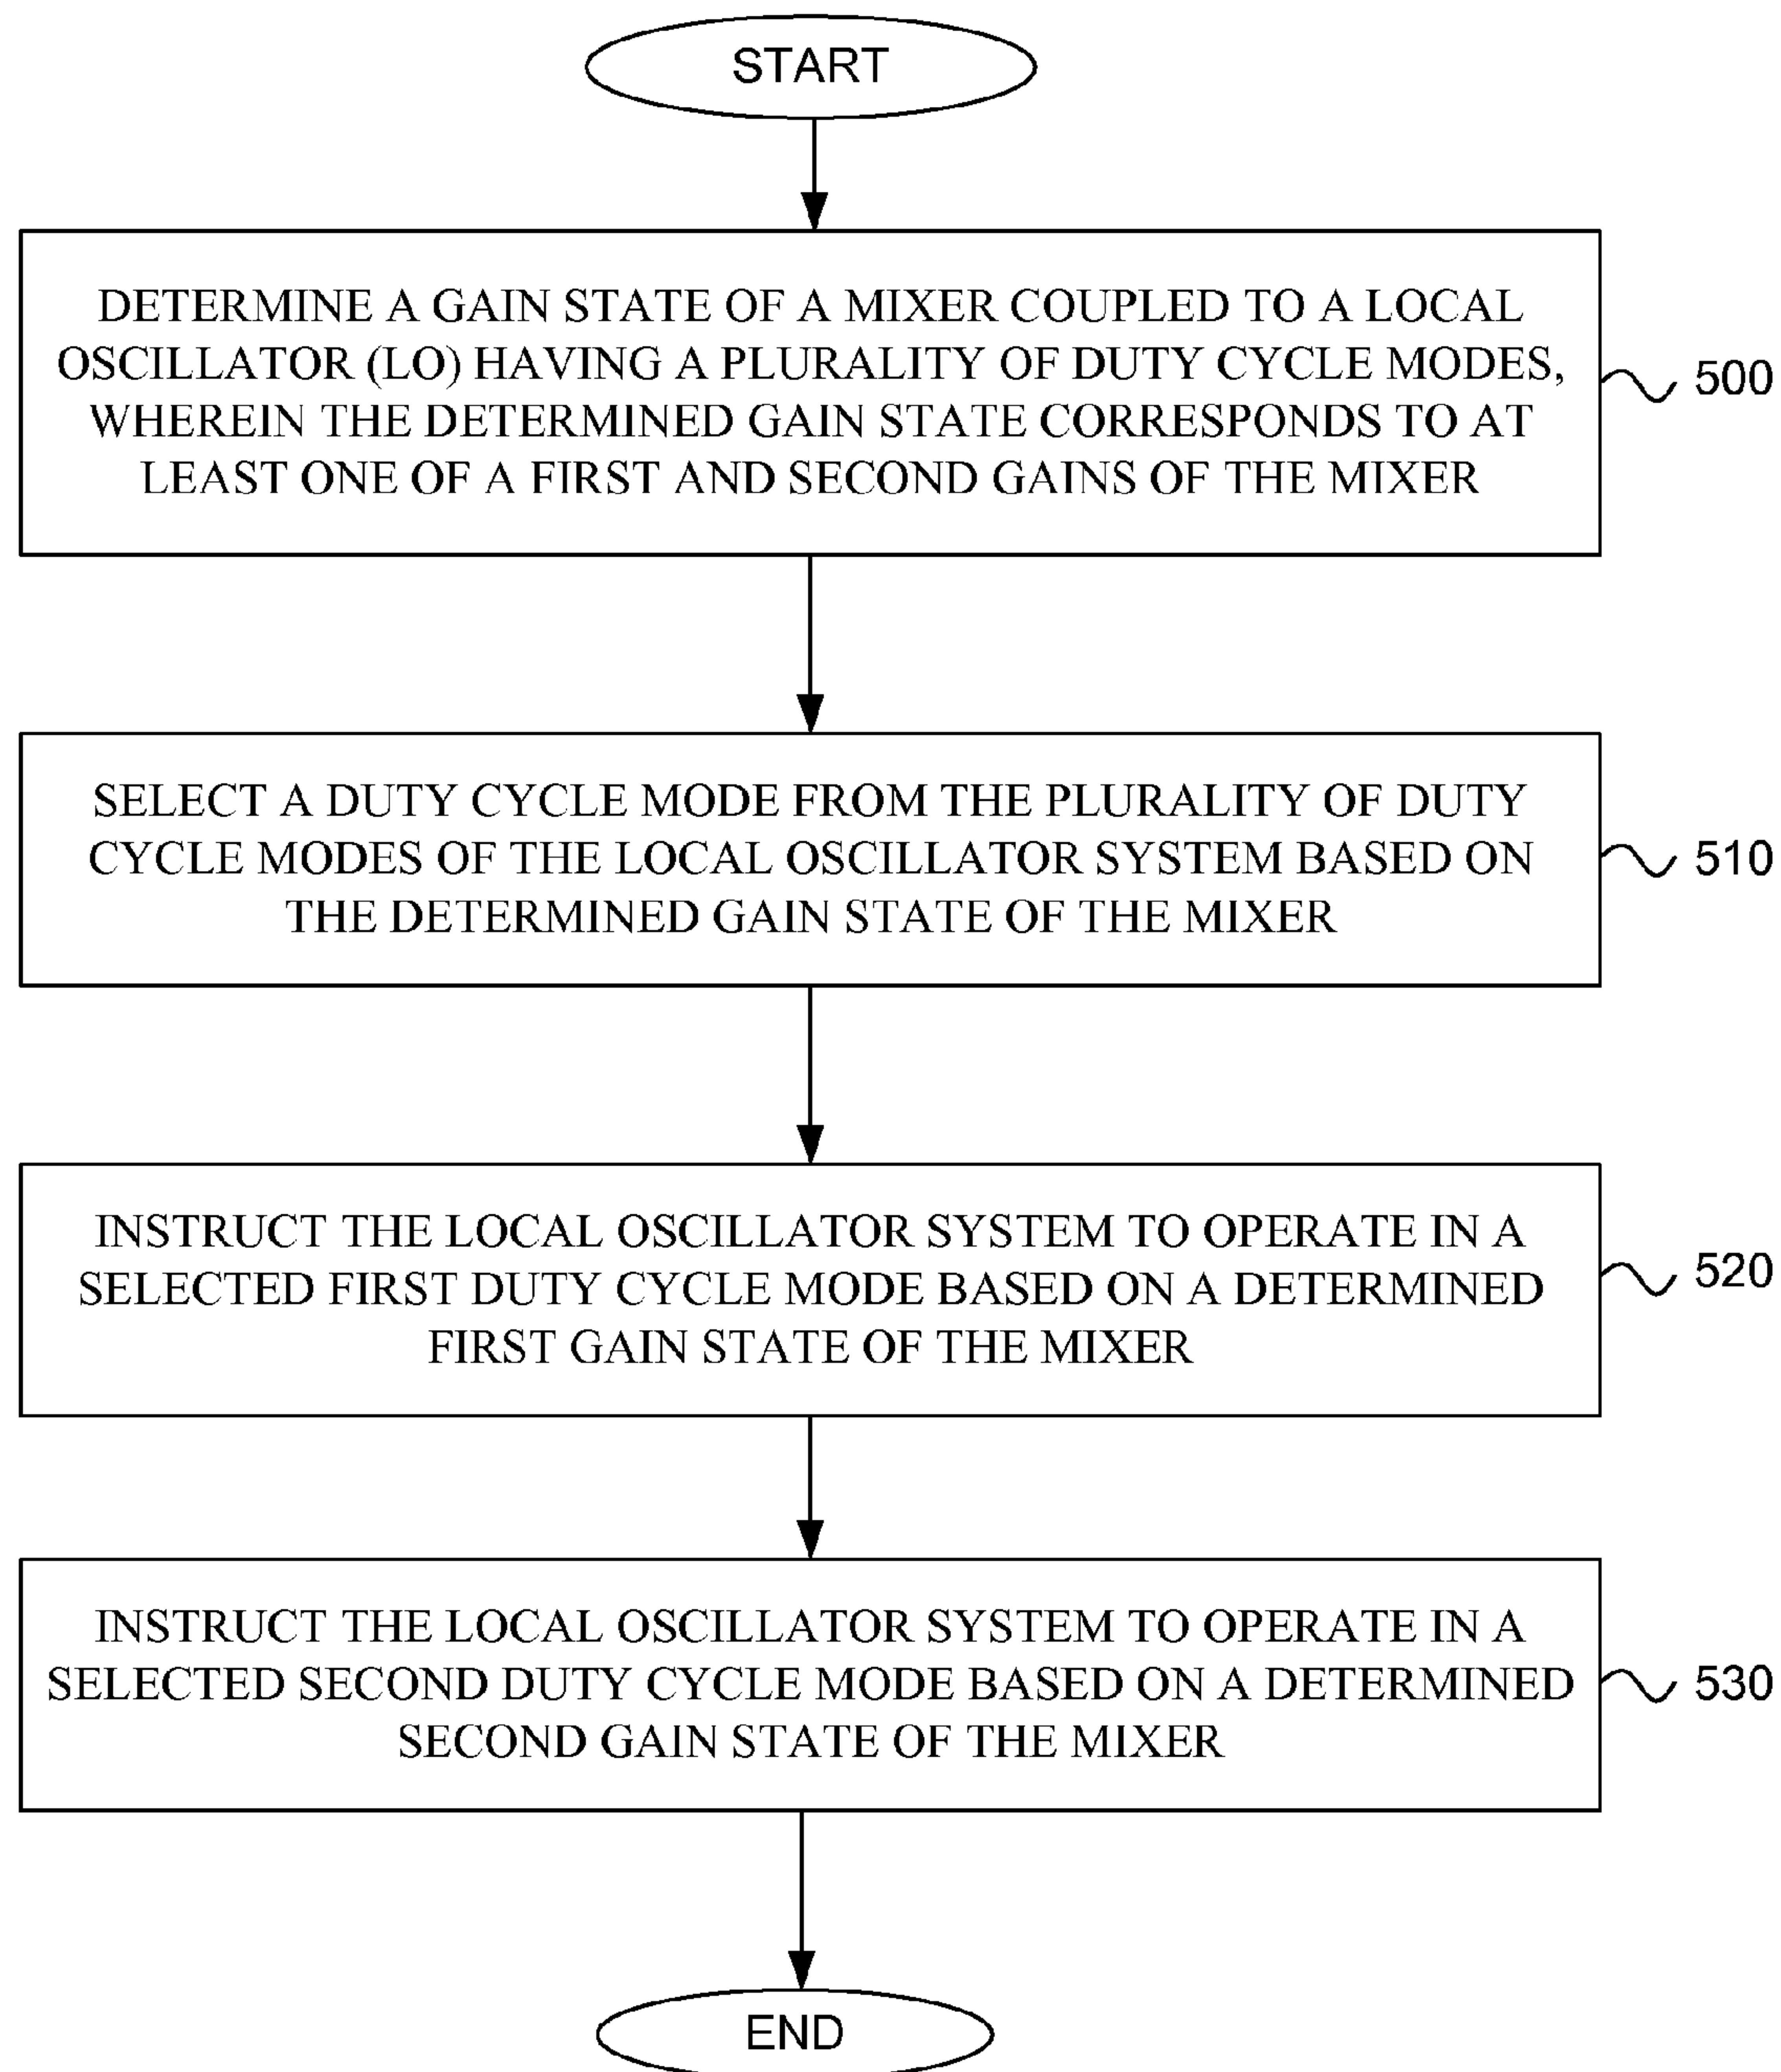 START
DETERMINE A GAIN STATE OF A MIXER COUPLED TO A LOCAL
OSCILLATOR (LO) HAVING A PLURALITY OF DUTY CYCLE MODES,
WHEREIN THE DETERMINED GAIN STATE CORRESPONDS TO AT
LEAST ONE OF A FIRST AND SECOND GAINS OF THE MIXER
500
SELECT A DUTY CYCLE MODE FROM THE PLURALITY OF DUTY
CYCLE MODES OF THE LOCAL OSCILLATOR SYSTEM BASED ON
THE DETERMINED GAIN STATE OF THE MIXER
510
INSTRUCT THE LOCAL OSCILLATOR SYSTEM TO OPERATE IN A
SELECTED FIRST DUTY CYCLE MODE BASED ON A DETERMINED
FIRST GAIN STATE OF THE MIXER
520
INSTRUCT THE LOCAL OSCILLATOR SYSTEM TO OPERATE IN A
SELECTED SECOND DUTY CYCLE MODE BASED ON A DETERMINED
SECOND GAIN STATE OF THE MIXER
530
END